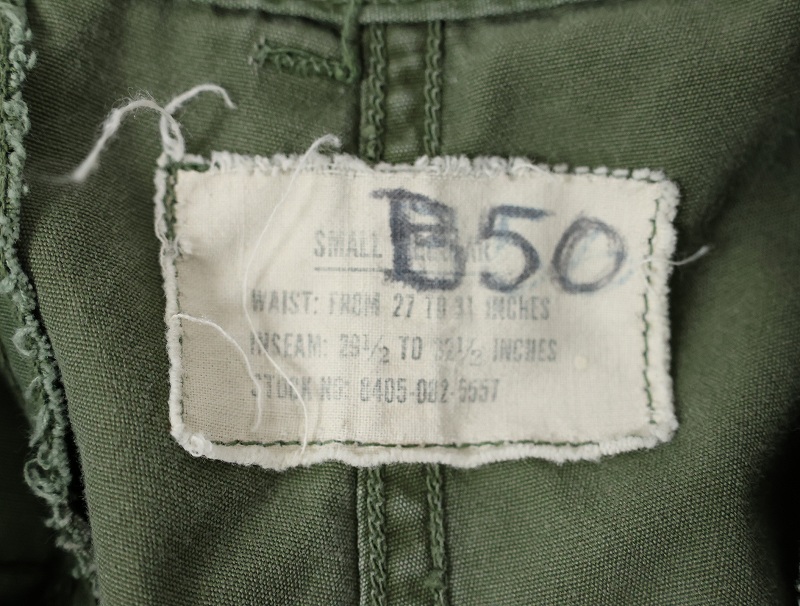 B50
SMALL REGULAR
WAIST: FROM 27 TO 31 INCHES
INSEAM: 29½ TO 32½ INCHES
STOCK NO: 8405-082-5557